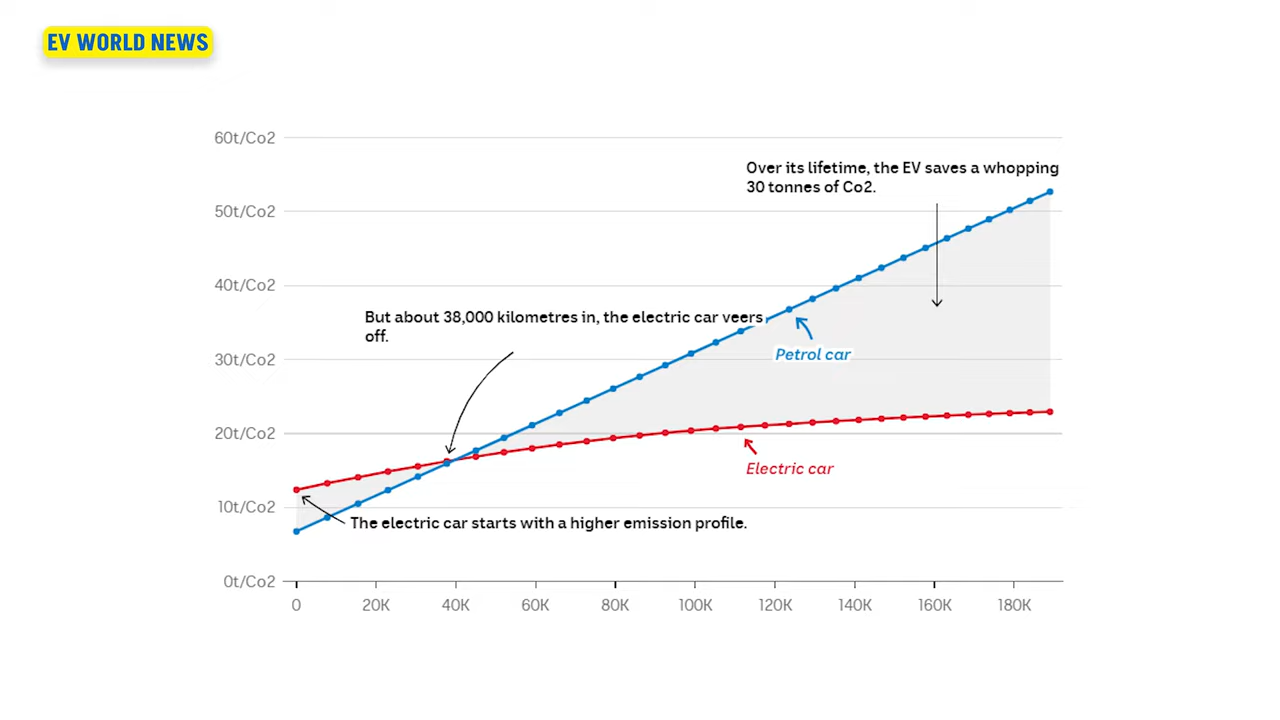 EV WORLD NEWS
60t/Co2
Over its lifetime, the EV saves a whopping
30 tonnes of Co2.
50t/Co2
40t/Co2
But about 38,000 kilometres in, the electric car veers
off.
Petrol car
30t/Co2
20t/Co2
Electric car
10t/Co2
The electric car starts with a higher emission profile.
0t/Co2
0 20K 40K 60K 80K 100K 120K 140K 160K 180K